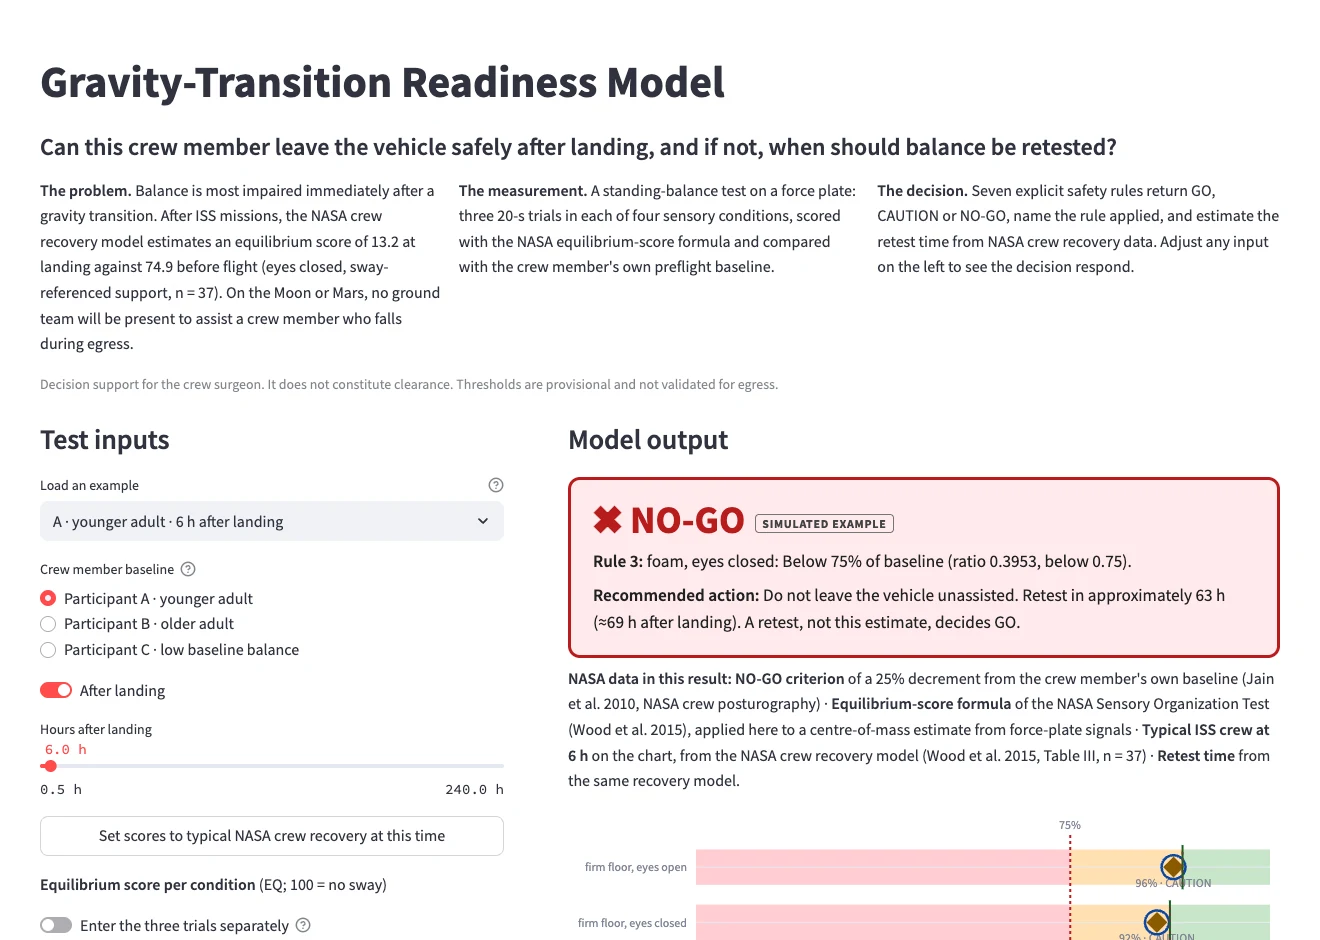 Gravity-Transition Readiness Model
Can this crew member leave the vehicle safely after landing, and if not, when should balance be retested?
The problem. Balance is most impaired immediately after a
gravity transition. After ISS missions, the NASA crew
recovery model estimates an equilibrium score of 13.2 at
landing against 74.9 before flight (eyes closed, sway-
referenced support, n = 37). On the Moon or Mars, no ground
team will be present to assist a crew member who falls
during egress.
The measurement. A standing-balance test on a force plate:
three 20-s trials in each of four sensory conditions, scored
with the NASA equilibrium-score formula and compared
with the crew member's own preflight baseline.
The decision. Seven explicit safety rules return GO,
CAUTION or NO-GO, name the rule applied, and estimate the
retest time from NASA crew recovery data. Adjust any input
on the left to see the decision respond.
Decision support for the crew surgeon. It does not constitute clearance. Thresholds are provisional and not validated for egress.
Test inputs
Load an example
A · younger adult · 6 h after landing
Crew member baseline
Participant A · younger adult
Participant B · older adult
Participant C · low baseline balance
After landing
Hours after landing
6.0 h
0.5 h 240.0 h
Set scores to typical NASA crew recovery at this time
Equilibrium score per condition (EQ; 100 = no sway)
Enter the three trials separately
Model output
✖ NO-GO SIMULATED EXAMPLE
Rule 3: foam, eyes closed: Below 75% of baseline (ratio 0.3953, below 0.75).
Recommended action: Do not leave the vehicle unassisted. Retest in approximately 63 h
(≈69 h after landing). A retest, not this estimate, decides GO.
NASA data in this result: NO-GO criterion of a 25% decrement from the crew member's own baseline (Jain
et al. 2010, NASA crew posturography) · Equilibrium-score formula of the NASA Sensory Organization Test
(Wood et al. 2015), applied here to a centre-of-mass estimate from force-plate signals · Typical ISS crew at
6 h on the chart, from the NASA crew recovery model (Wood et al. 2015, Table III, n = 37) · Retest time from
the same recovery model.
75%
firm floor, eyes open
96% · CAUTION
firm floor, eyes closed
92% · CAUTION